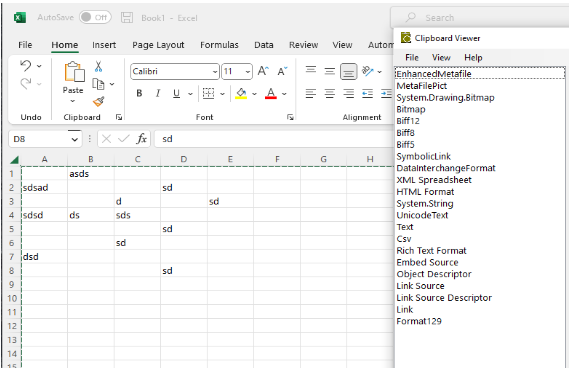 AutoSave Off Book1 - Excel Search
File Home Insert Page Layout Formulas Data Review View Autom
Calibri 11 A A
Paste
B I U A
Undo Clipboard Font Alignment
D8 fx sd
A B C D E F G H
1 asds
2 sdsad sd
3 d sd
4 sdsd ds sds
5 sd
6 sd
7 dsd
8 sd
9
10
11
12
13
14
15
Clipboard Viewer
File View Help
EnhancedMetafile
MetaFilePict
System.Drawing.Bitmap
Bitmap
Biff12
Biff8
Biff5
SymbolicLink
DataInterchangeFormat
XML Spreadsheet
HTML Format
System.String
UnicodeText
Text
Csv
Rich Text Format
Embed Source
Object Descriptor
Link Source
Link Source Descriptor
Link
Format129